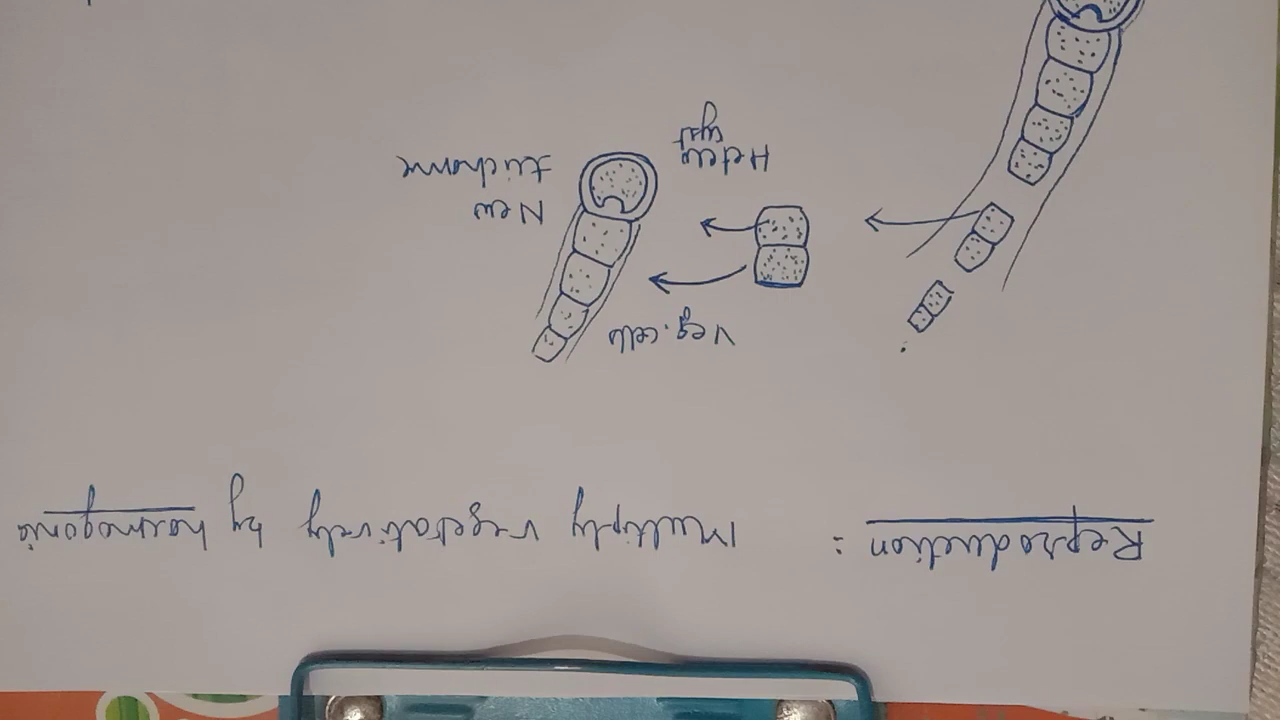 Reproduction : Multiply vegetatively by hormogonia
Veg. cells
New
trichome
Hetero
cyst